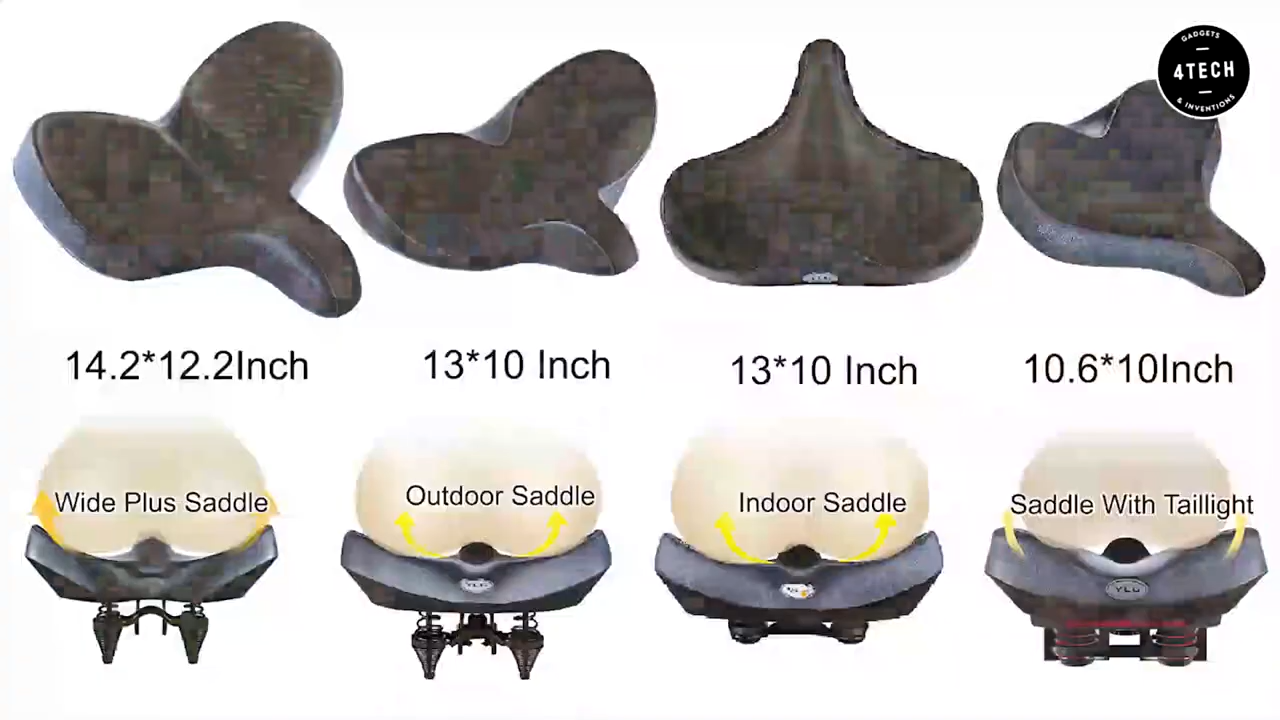 GADGETS
4TECH
& INVENTIONS
14.2*12.2Inch
13*10 Inch
13*10 Inch
10.6*10Inch
Wide Plus Saddle
Outdoor Saddle
Indoor Saddle
Saddle With Taillight